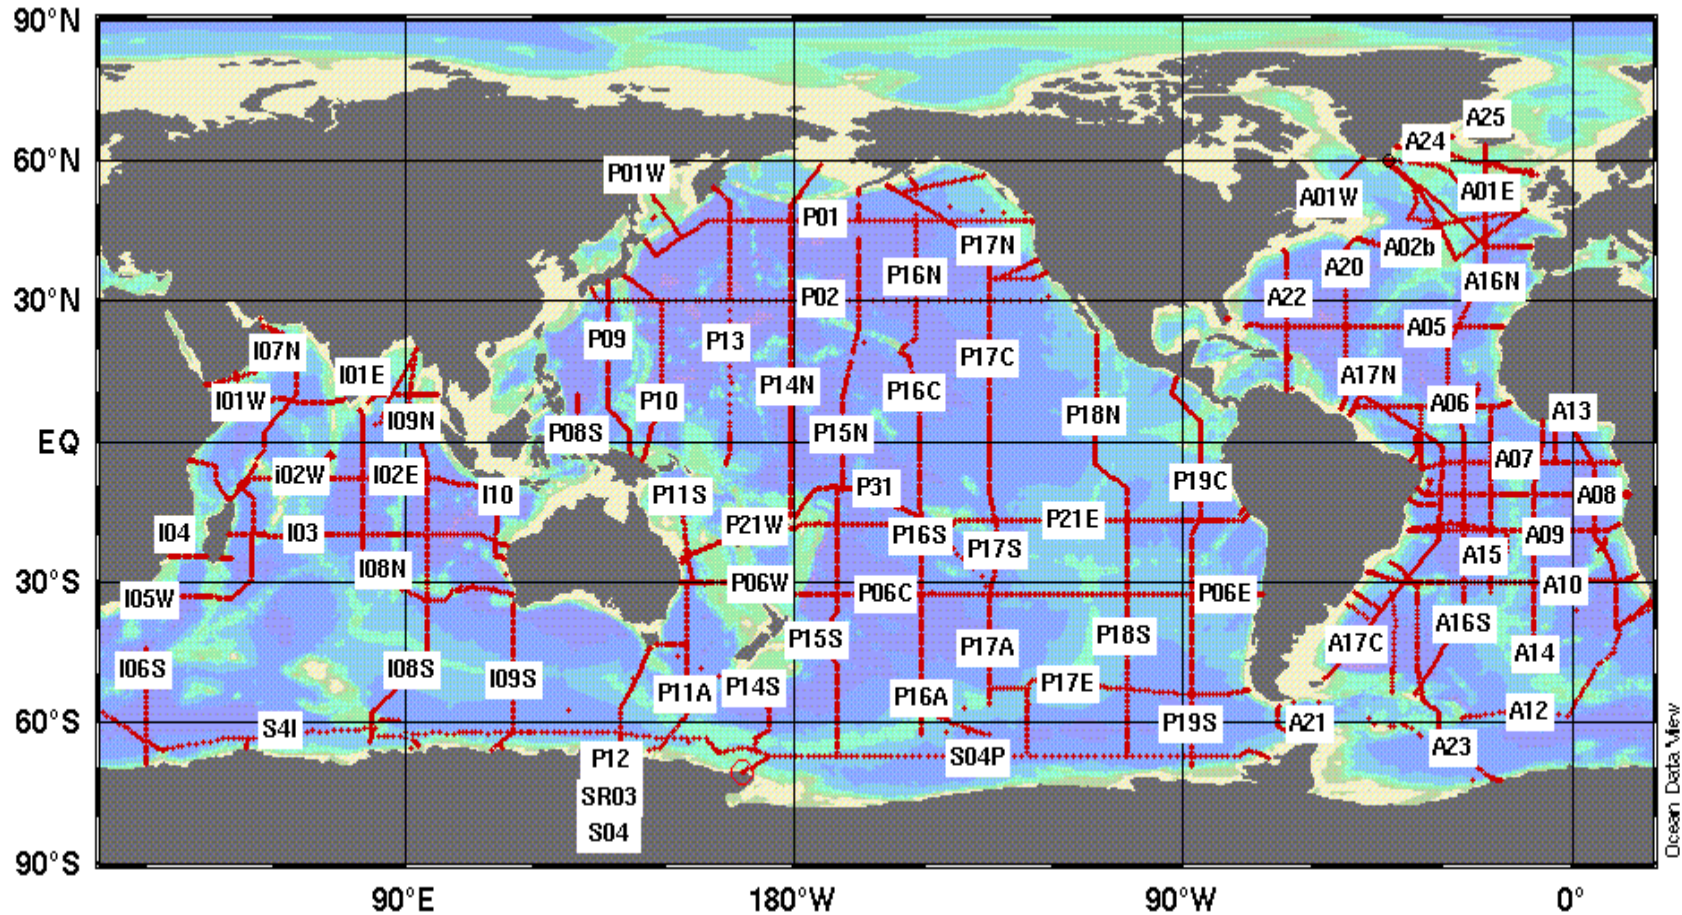 90°N
A25
A24
60°N
P01W
A01W
A01E
P01
P17N
A02b
A20
P16N
A16N
P02
A22
30°N
A05
P09
P13
I07N
P17C
I01E
A17N
P14N
P16C
I01W
P10
A06
A13
I09N
P18N
P08S
P15N
EQ
A07
i02W
I02E
P19C
P31
I10
P11S
A08
P21E
P21W
I04
I03
P16S
A09
P17S
A15
I08N
30°S
P06W
A10
I05W
P06C
P06E
A16S
P15S
P18S
A17C
P17A
A14
I06S
I08S
I09S
P17E
P14S
P11A
P16A
A12
60°S
P19S
A21
S4I
A23
P12
S04P
SR03
S04
Ocean Data View
90°S
90°E
180°W
90°W
0°